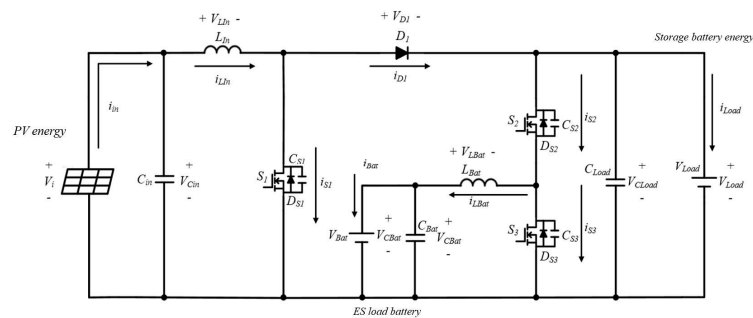 + V_LIn -
L_In
i_LIn
+ V_D1 -
D_1
i_D1
Storage battery energy
i_in
PV energy
+
V_i
-
C_in
+
V_Cin
-
S_1
C_S1
D_S1
i_S1
i_Bat
+ V_LBat -
L_Bat
i_LBat
V_Bat
+
V_CBat
-
C_Bat
+
V_CBat
-
S_2
C_S2
D_S2
i_S2
S_3
C_S3
D_S3
i_S3
C_Load
+
V_CLoad
-
i_Load
V_Load
+
V_Load
-
ES load battery